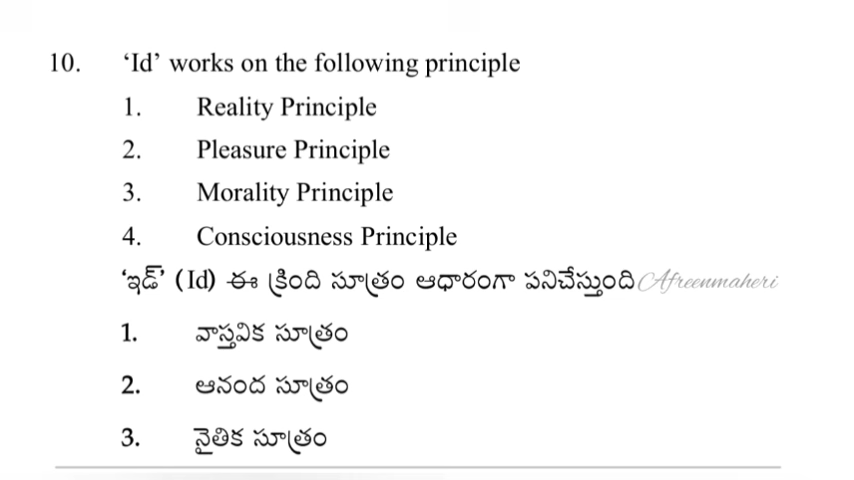 10. ‘Id’ works on the following principle
1. Reality Principle
2. Pleasure Principle
3. Morality Principle
4. Consciousness Principle
‘ఇడ్’ (Id) ఈ క్రింది సూత్రం ఆధారంగా పనిచేస్తుంది Afreenmaheri
1. వాస్తవిక సూత్రం
2. ఆనంద సూత్రం
3. నైతిక సూత్రం